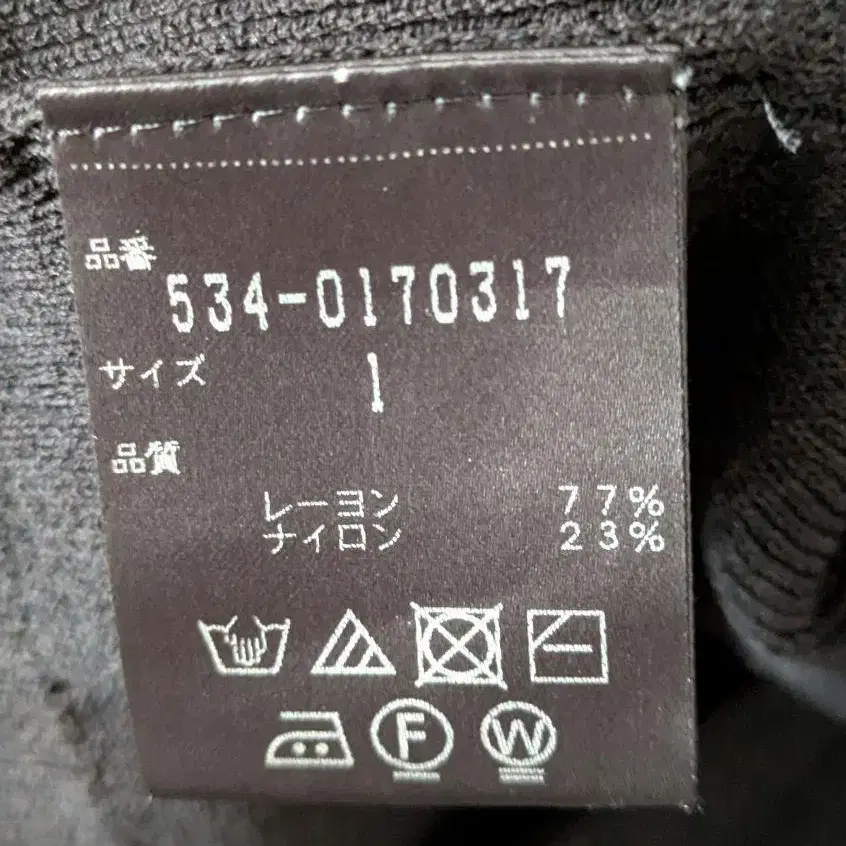 品番
534-0170317
サイズ 1
品質
レーヨン 77%
ナイロン 23%
F W